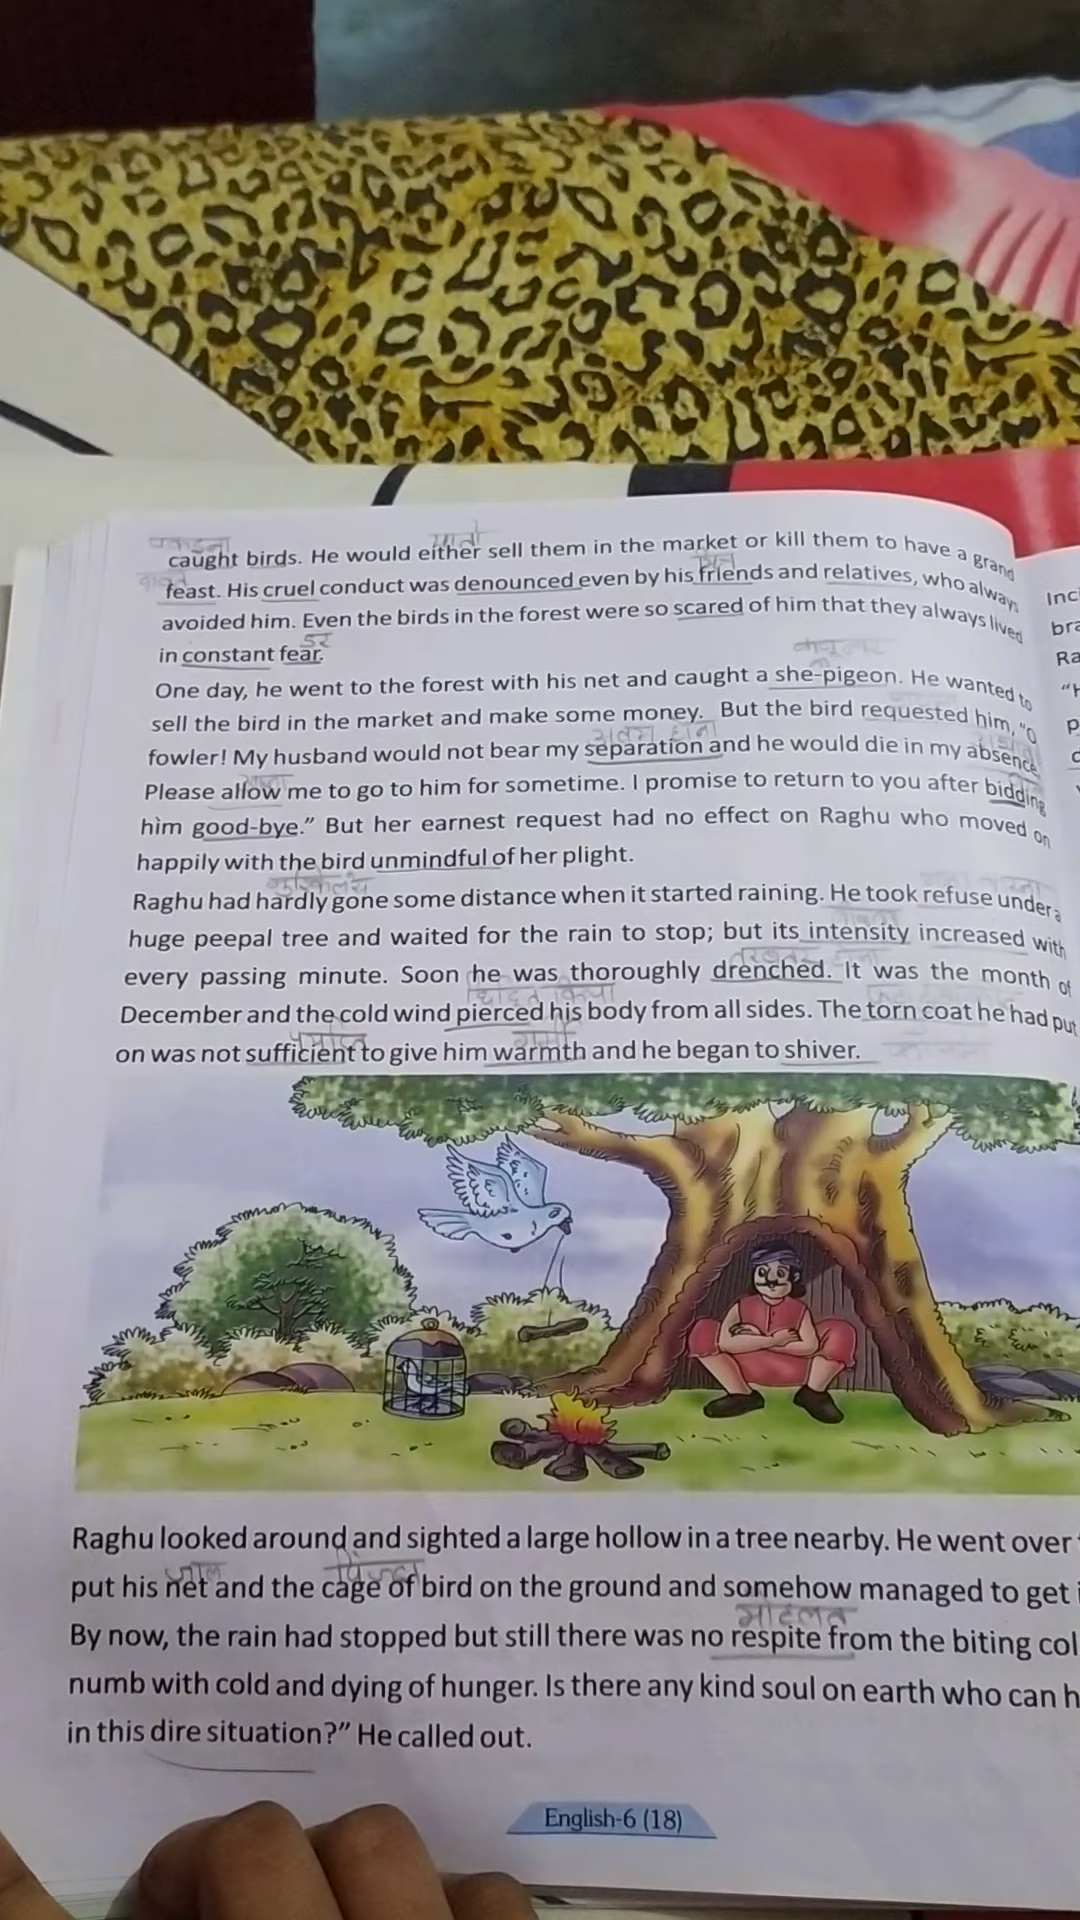 पकड़ना
caught birds. He would either sell them in the market or kill them to have a grand
दावत
feast. His cruel conduct was denounced even by his friends and relatives, who always
avoided him. Even the birds in the forest were so scared of him that they always lived
डर
in constant fear.
One day, he went to the forest with his net and caught a she-pigeon. He wanted to
sell the bird in the market and make some money. But the bird requested him, "O
fowler! My husband would not bear my separation and he would die in my absence.
Please allow me to go to him for sometime. I promise to return to you after bidding
him good-bye." But her earnest request had no effect on Raghu who moved on
happily with the bird unmindful of her plight.
Raghu had hardly gone some distance when it started raining. He took refuse under a
huge peepal tree and waited for the rain to stop; but its intensity increased with
every passing minute. Soon he was thoroughly drenched. It was the month of
December and the cold wind pierced his body from all sides. The torn coat he had put
on was not sufficient to give him warmth and he began to shiver.
Raghu looked around and sighted a large hollow in a tree nearby. He went over
जाल पिंजरा
put his net and the cage of bird on the ground and somehow managed to get
मोहलत
By now, the rain had stopped but still there was no respite from the biting col
numb with cold and dying of hunger. Is there any kind soul on earth who can h
in this dire situation?" He called out.
English-6 (18)
Inc
bra
Ra
"H